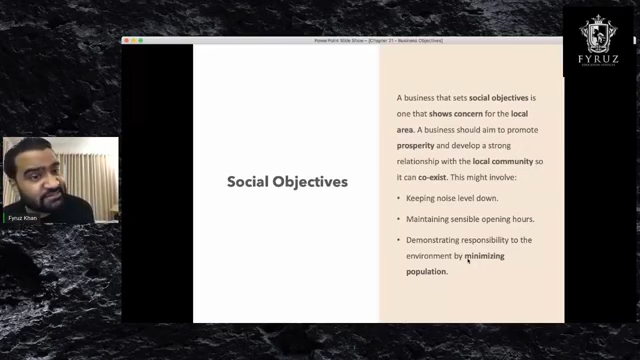 PowerPoint Slide Show - [Chapter 21 - Business Objectives]
FYRUZ
Social Objectives
A business that sets social objectives is
one that shows concern for the local
area. A business should aim to promote
prosperity and develop a strong
relationship with the local community so
it can co-exist. This might involve:
• Keeping noise level down.
• Maintaining sensible opening hours.
• Demonstrating responsibility to the
environment by minimizing
population.
Fyruz Khan